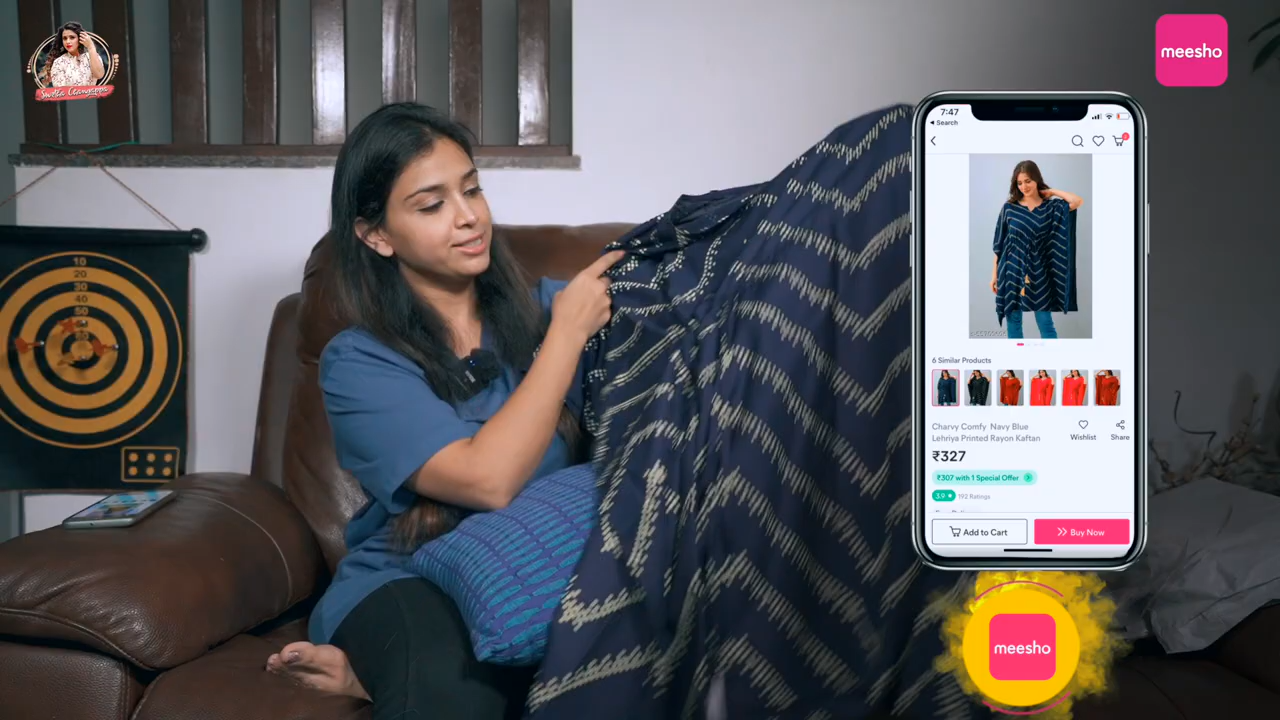 Swetha Changappa
meesho
10
20
30
40
50
7:47
Search
6 Similar Products
Charvy Comfy Navy Blue
Lehriya Printed Rayon Kaftan
Wishlist
Share
₹327
₹307 with 1 Special Offer
3.9 ★
192 Ratings
Add to Cart
Buy Now
meesho